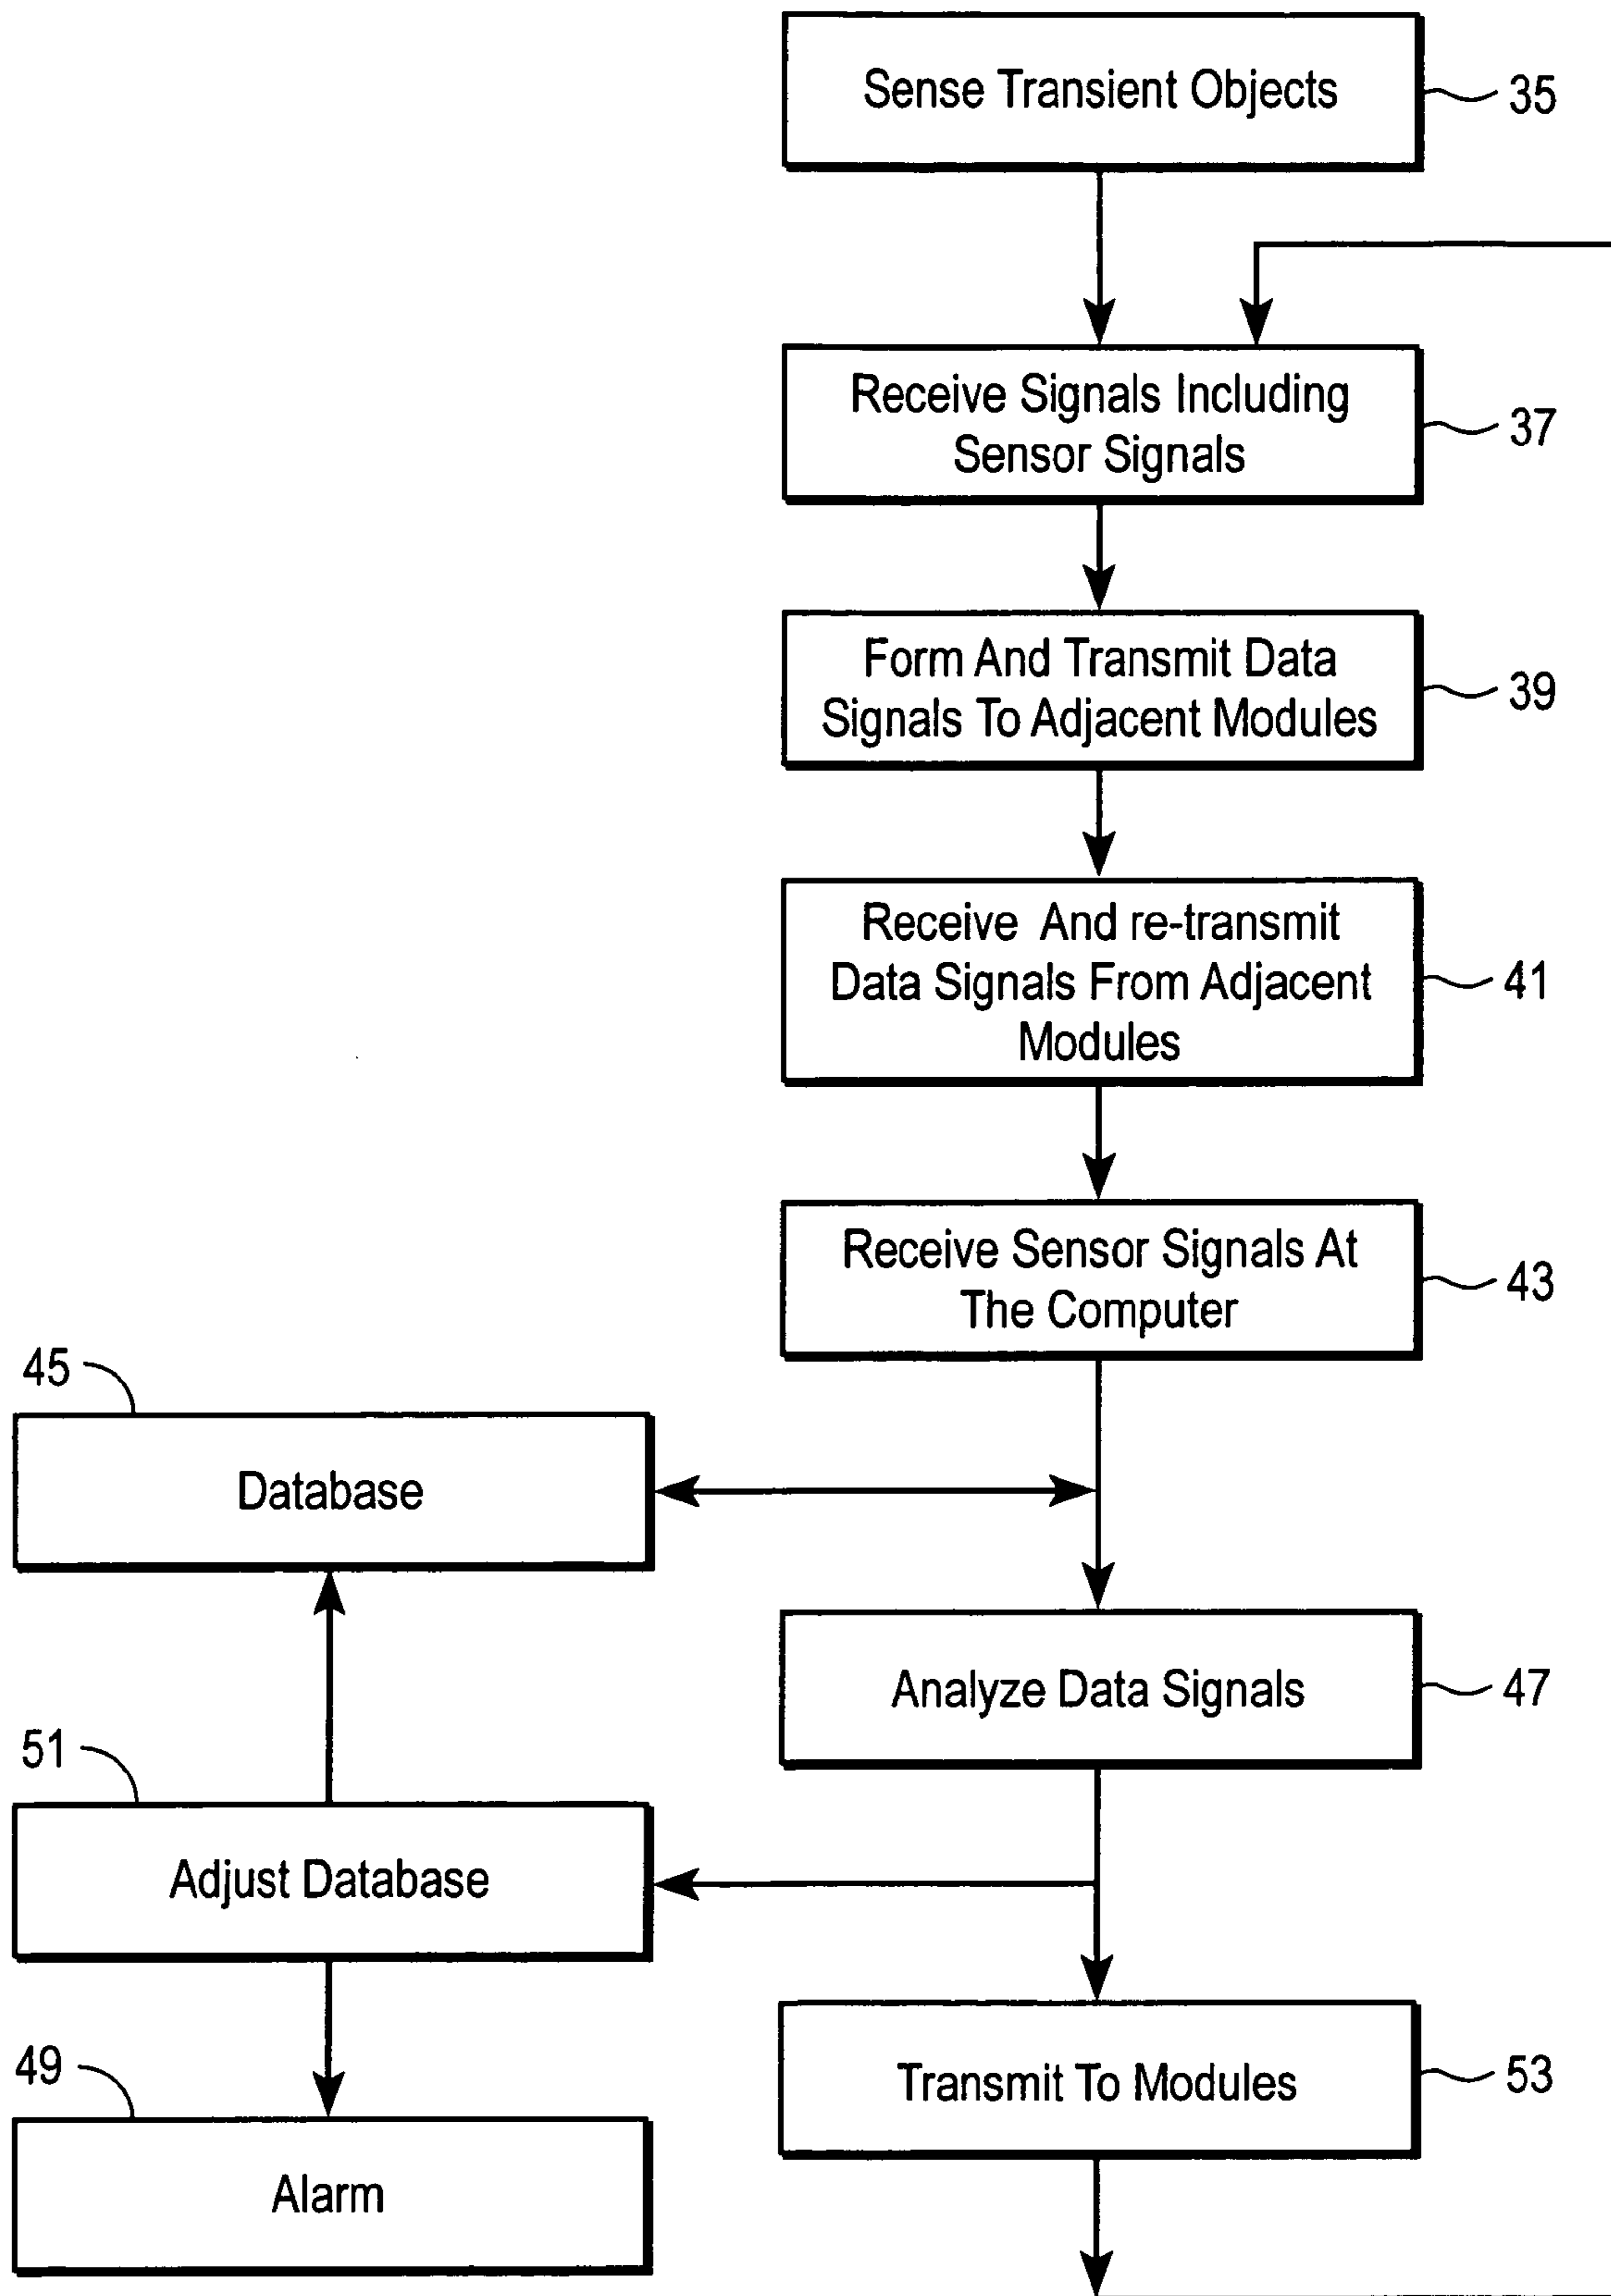 Sense Transient Objects
35
Receive Signals Including
Sensor Signals
37
Form And Transmit Data
Signals To Adjacent Modules
39
Receive And re-transmit
Data Signals From Adjacent
Modules
41
Receive Sensor Signals At
The Computer
43
45
Database
Analyze Data Signals
47
51
Adjust Database
49
Alarm
Transmit To Modules
53